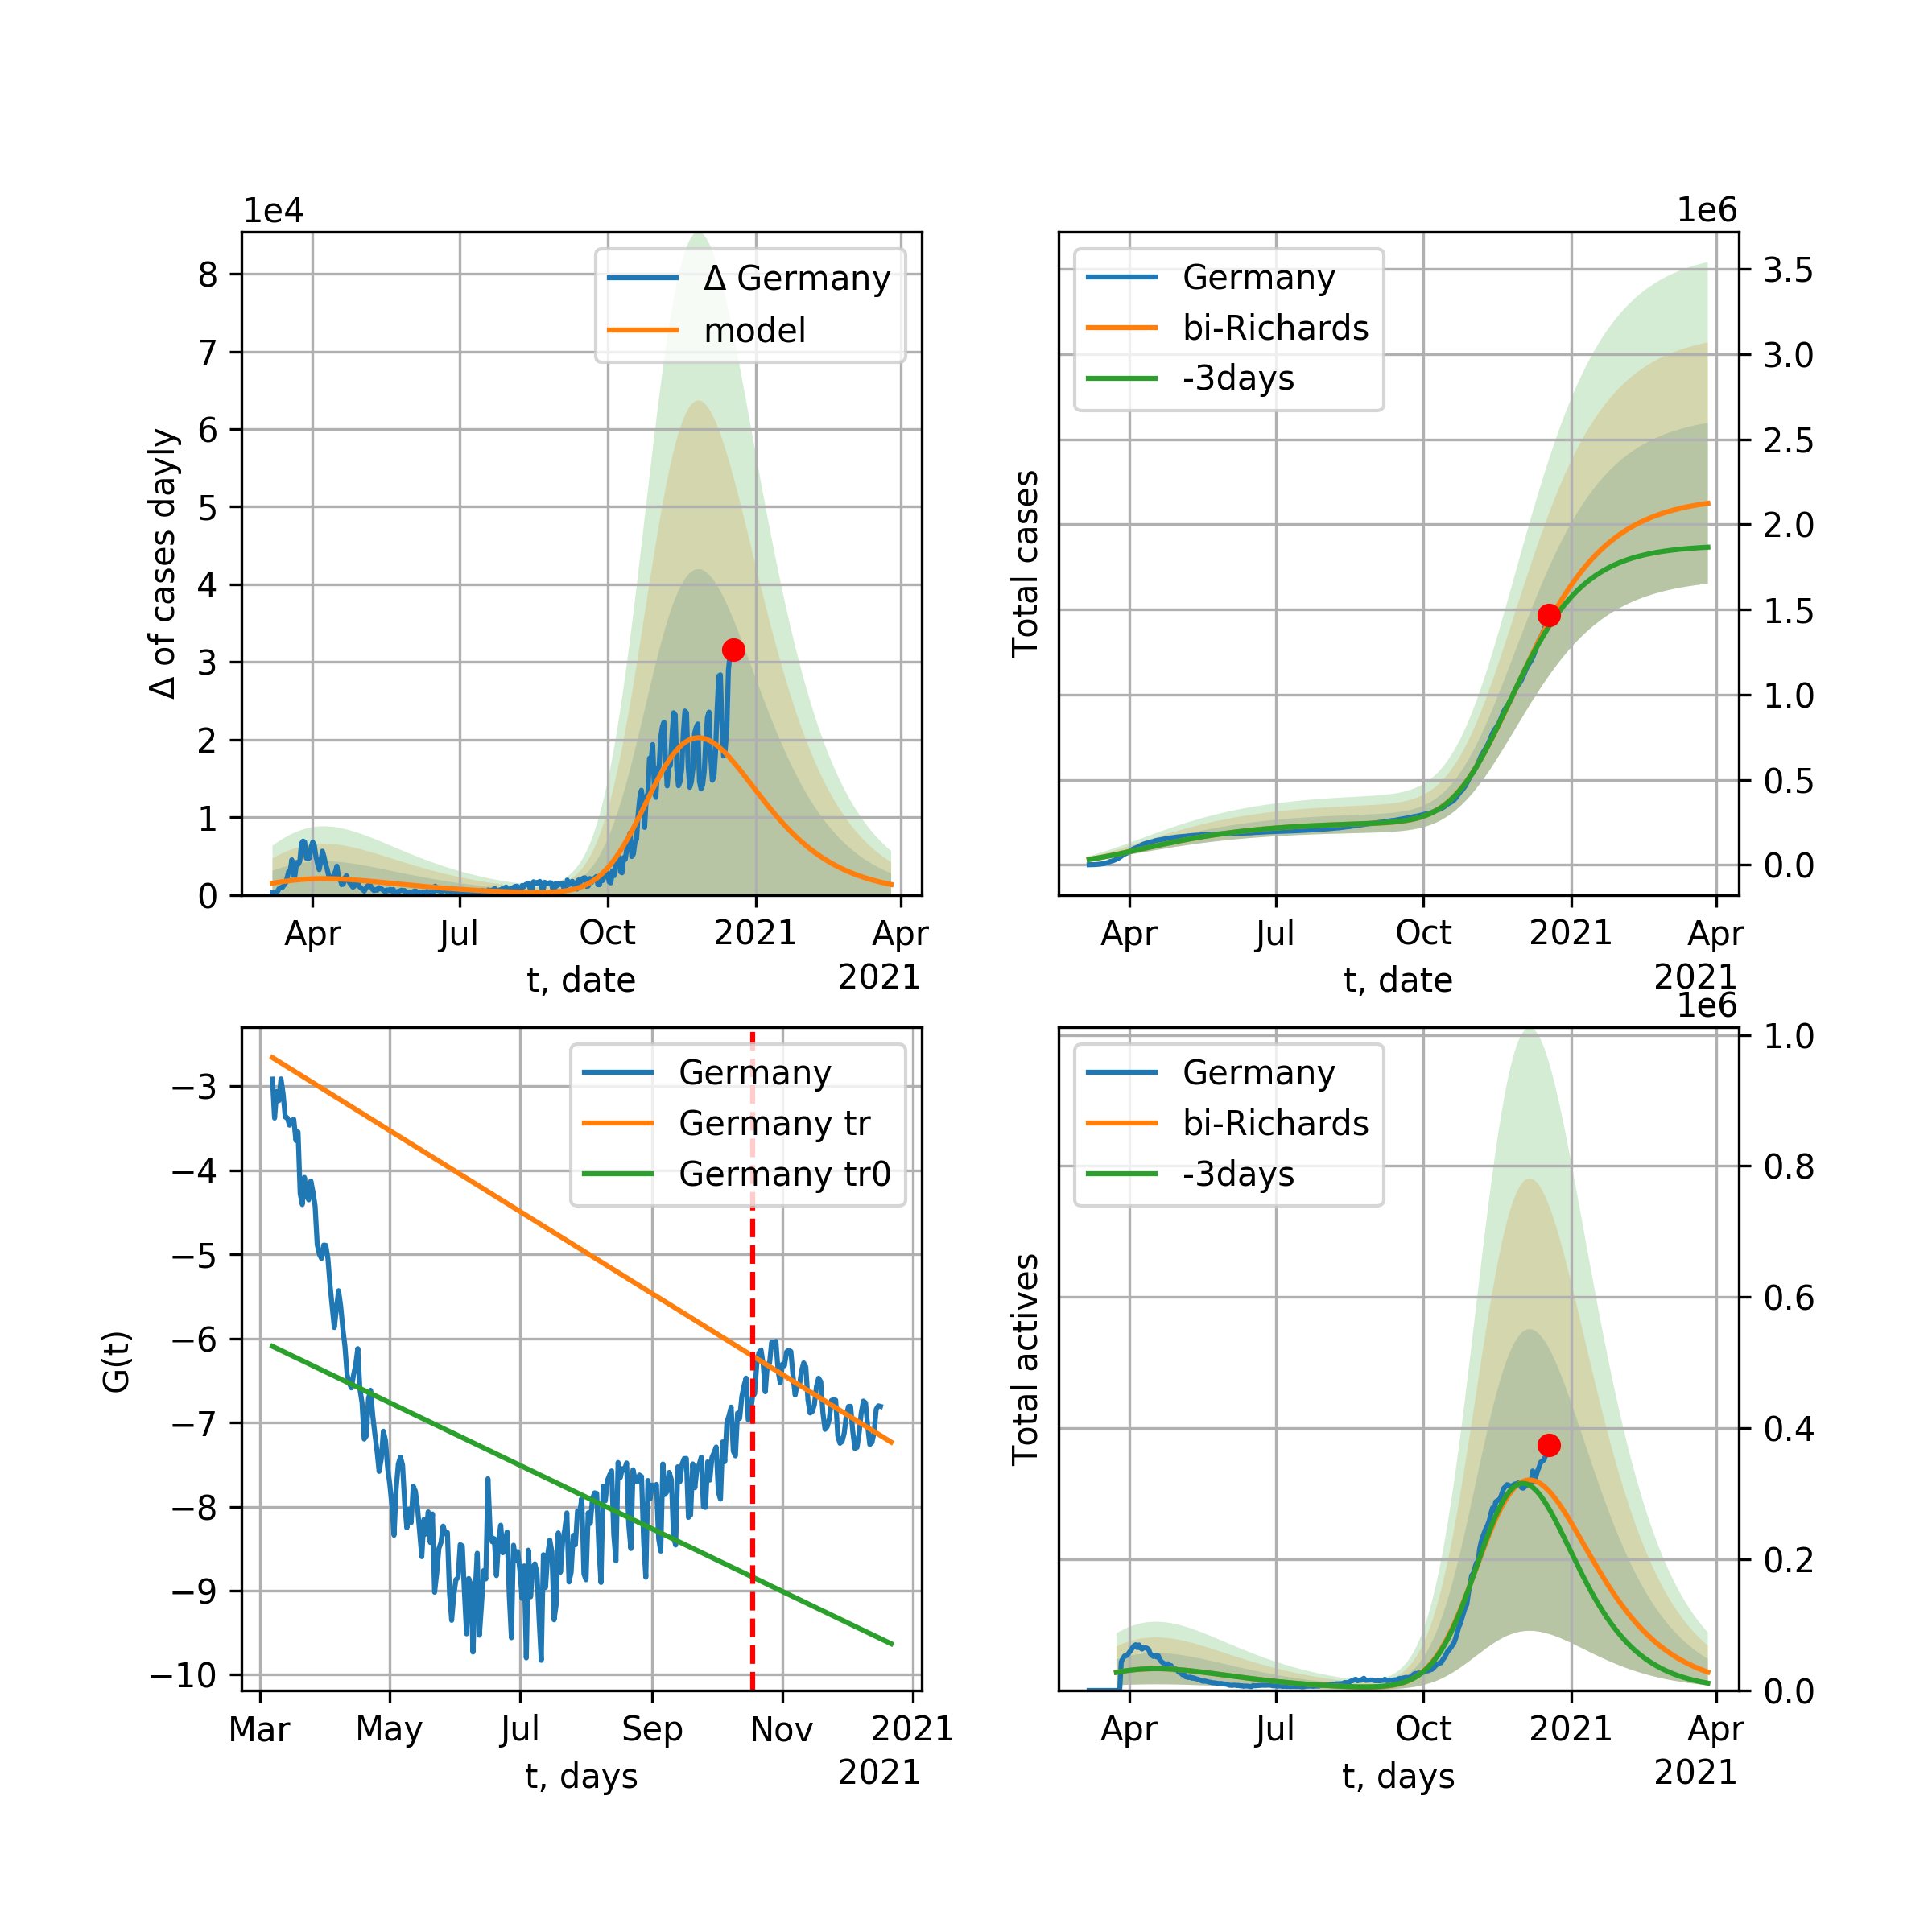 1e4
8
7
6
5
4
3
2
1
0
Δ of cases dayly
Δ Germany
model
Apr
Jul
Oct
2021
Apr
t, date
2021
1e6
Germany
bi-Richards
-3days
3.5
3.0
2.5
2.0
1.5
1.0
0.5
0.0
Total cases
Apr
Jul
Oct
2021
Apr
t, date
2021
−3
−4
−5
−6
−7
−8
−9
−10
G(t)
Germany
Germany tr
Germany tr0
Mar
May
Jul
Sep
Nov
2021
t, days
2021
1e6
Germany
bi-Richards
-3days
1.0
0.8
0.6
0.4
0.2
0.0
Total actives
Apr
Jul
Oct
2021
Apr
t, days
2021